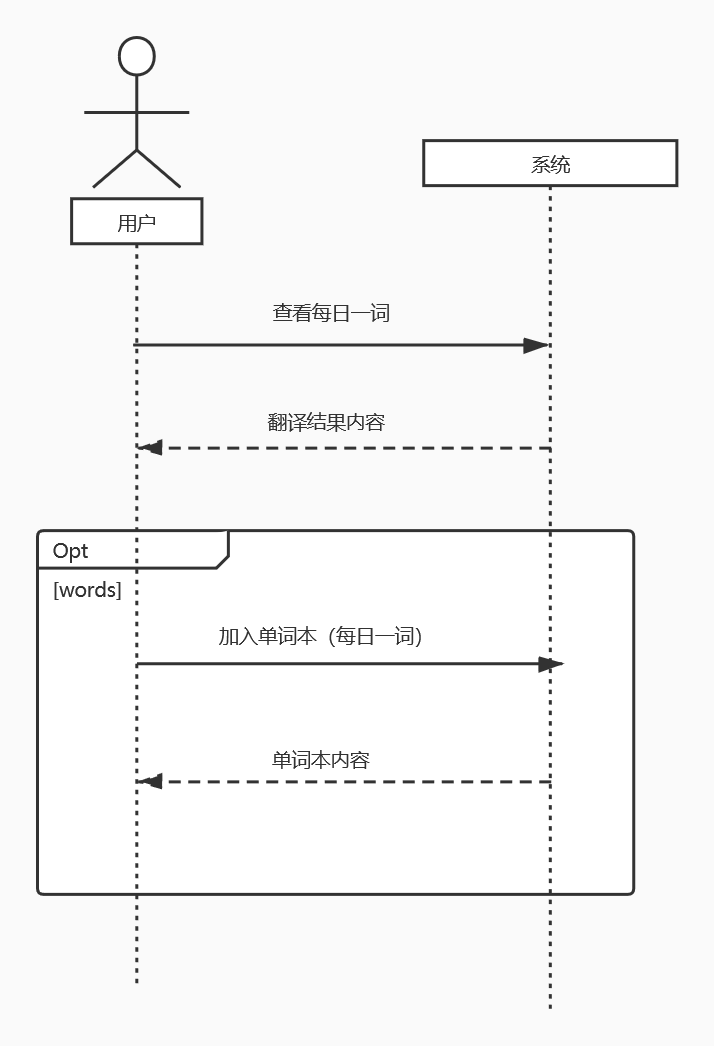 系统
用户
查看每日一词
翻译结果内容
Opt
[words]
加入单词本（每日一词）
单词本内容